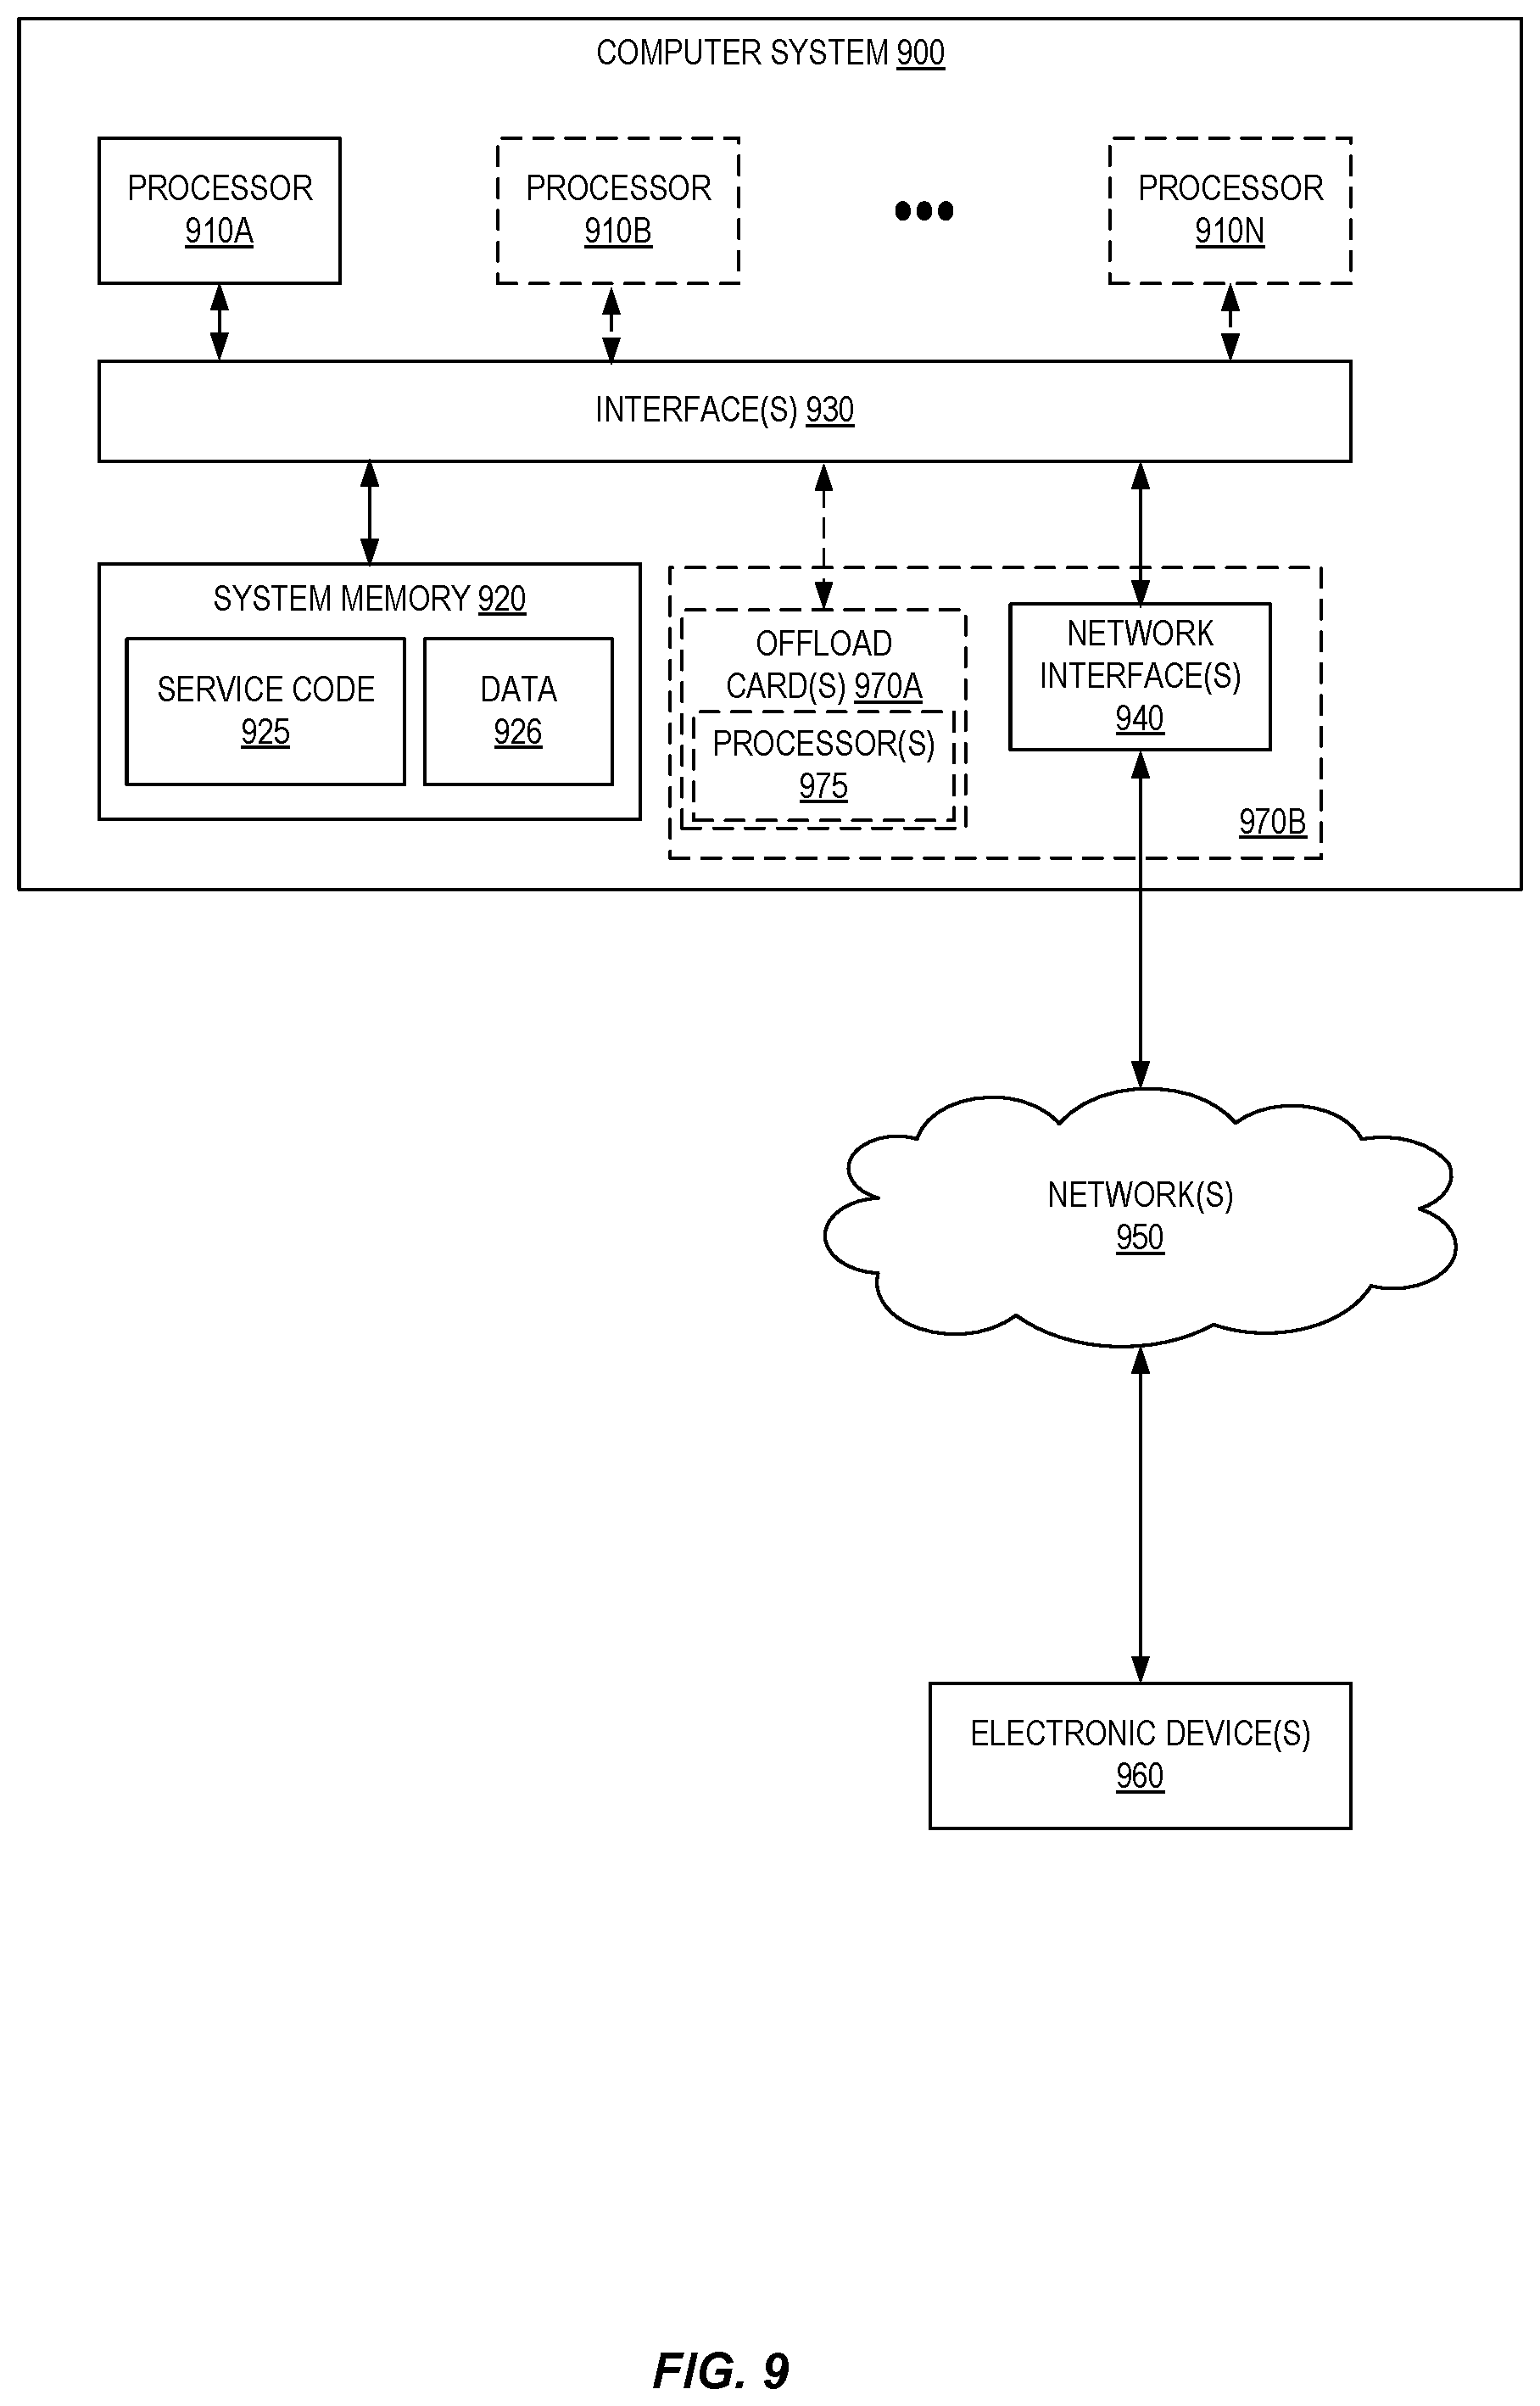 COMPUTER SYSTEM 900
PROCESSOR
910A
PROCESSOR
910B
PROCESSOR
910N
INTERFACE(S) 930
SYSTEM MEMORY 920
SERVICE CODE
925
DATA
926
OFFLOAD
CARD(S) 970A
PROCESSOR(S)
975
NETWORK
INTERFACE(S)
940
970B
NETWORK(S)
950
ELECTRONIC DEVICE(S)
960
FIG. 9